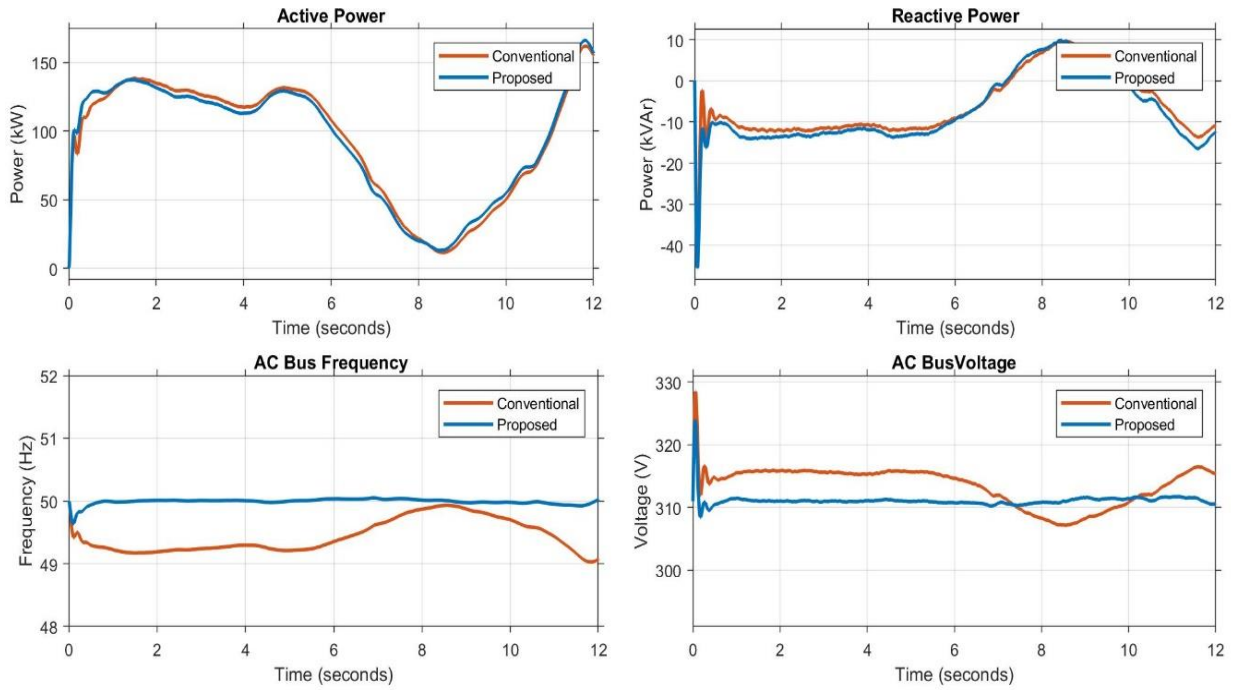 Active Power
Power (kW)
150
100
50
0
Conventional
Proposed
0 2 4 6 8 10 12
Time (seconds)
Reactive Power
Power (kVAr)
10
0
-10
-20
-30
-40
Conventional
Proposed
0 2 4 6 8 10 12
Time (seconds)
AC Bus Frequency
Frequency (Hz)
52
51
50
49
48
Conventional
Proposed
0 2 4 6 8 10 12
Time (seconds)
AC BusVoltage
Voltage (V)
330
320
310
300
Conventional
Proposed
0 2 4 6 8 10 12
Time (seconds)